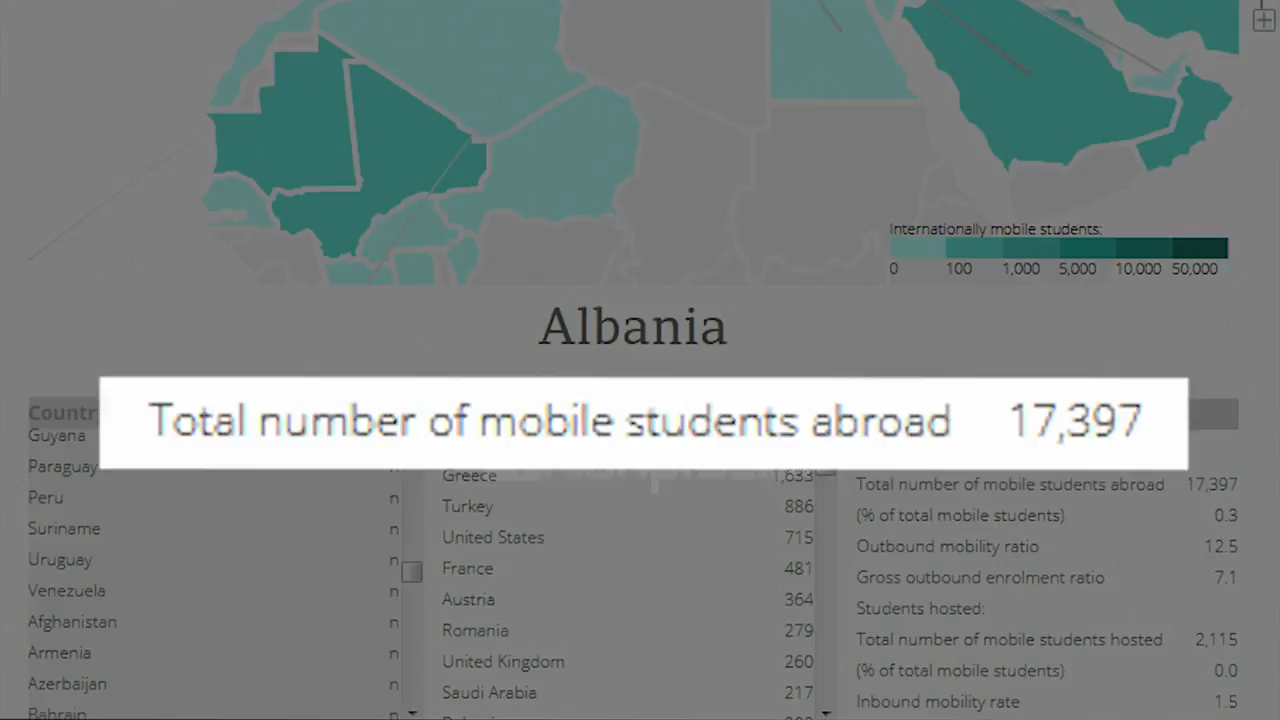 Internationally mobile students:
0 100 1,000 5,000 10,000 50,000
Albania
Total number of mobile students abroad 17,397
Countr
Guyana
Paraguay n
Peru n
Suriname n
Uruguay n
Venezuela n
Afghanistan n
Armenia n
Azerbaijan n
Bahrain
Greece 1,633
Turkey 886
United States 715
France 481
Austria 364
Romania 279
United Kingdom 260
Saudi Arabia 217
Total number of mobile students abroad 17,397
(% of total mobile students) 0.3
Outbound mobility ratio 12.5
Gross outbound enrolment ratio 7.1
Students hosted:
Total number of mobile students hosted 2,115
(% of total mobile students) 0.0
Inbound mobility rate 1.5